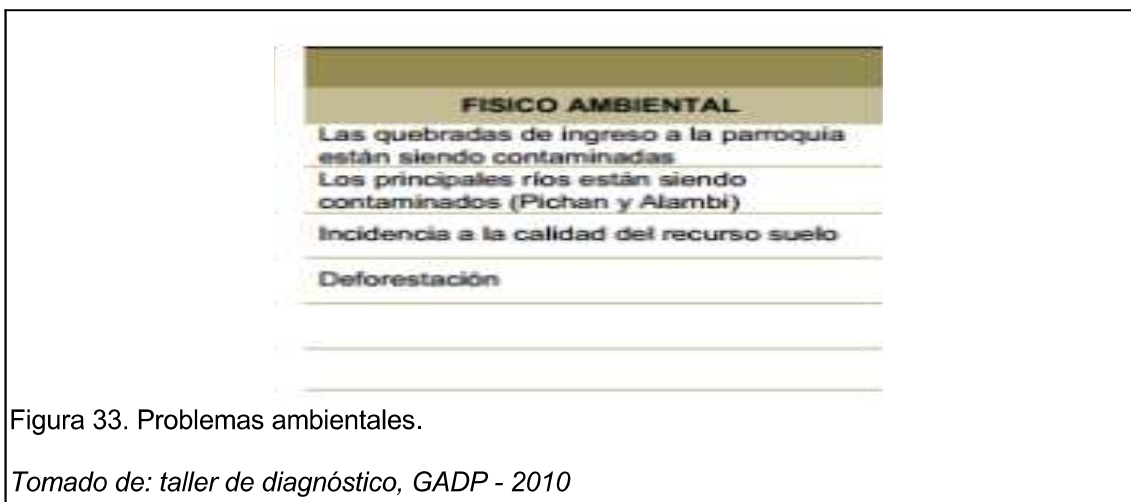 FISICO AMBIENTAL
Las quebradas de ingreso a la parroquia
están siendo contaminadas
Los principales ríos están siendo
contaminados (Pichan y Alambi)
Incidencia a la calidad del recurso suelo
Deforestación
Figura 33. Problemas ambientales.
Tomado de: taller de diagnóstico, GADP - 2010